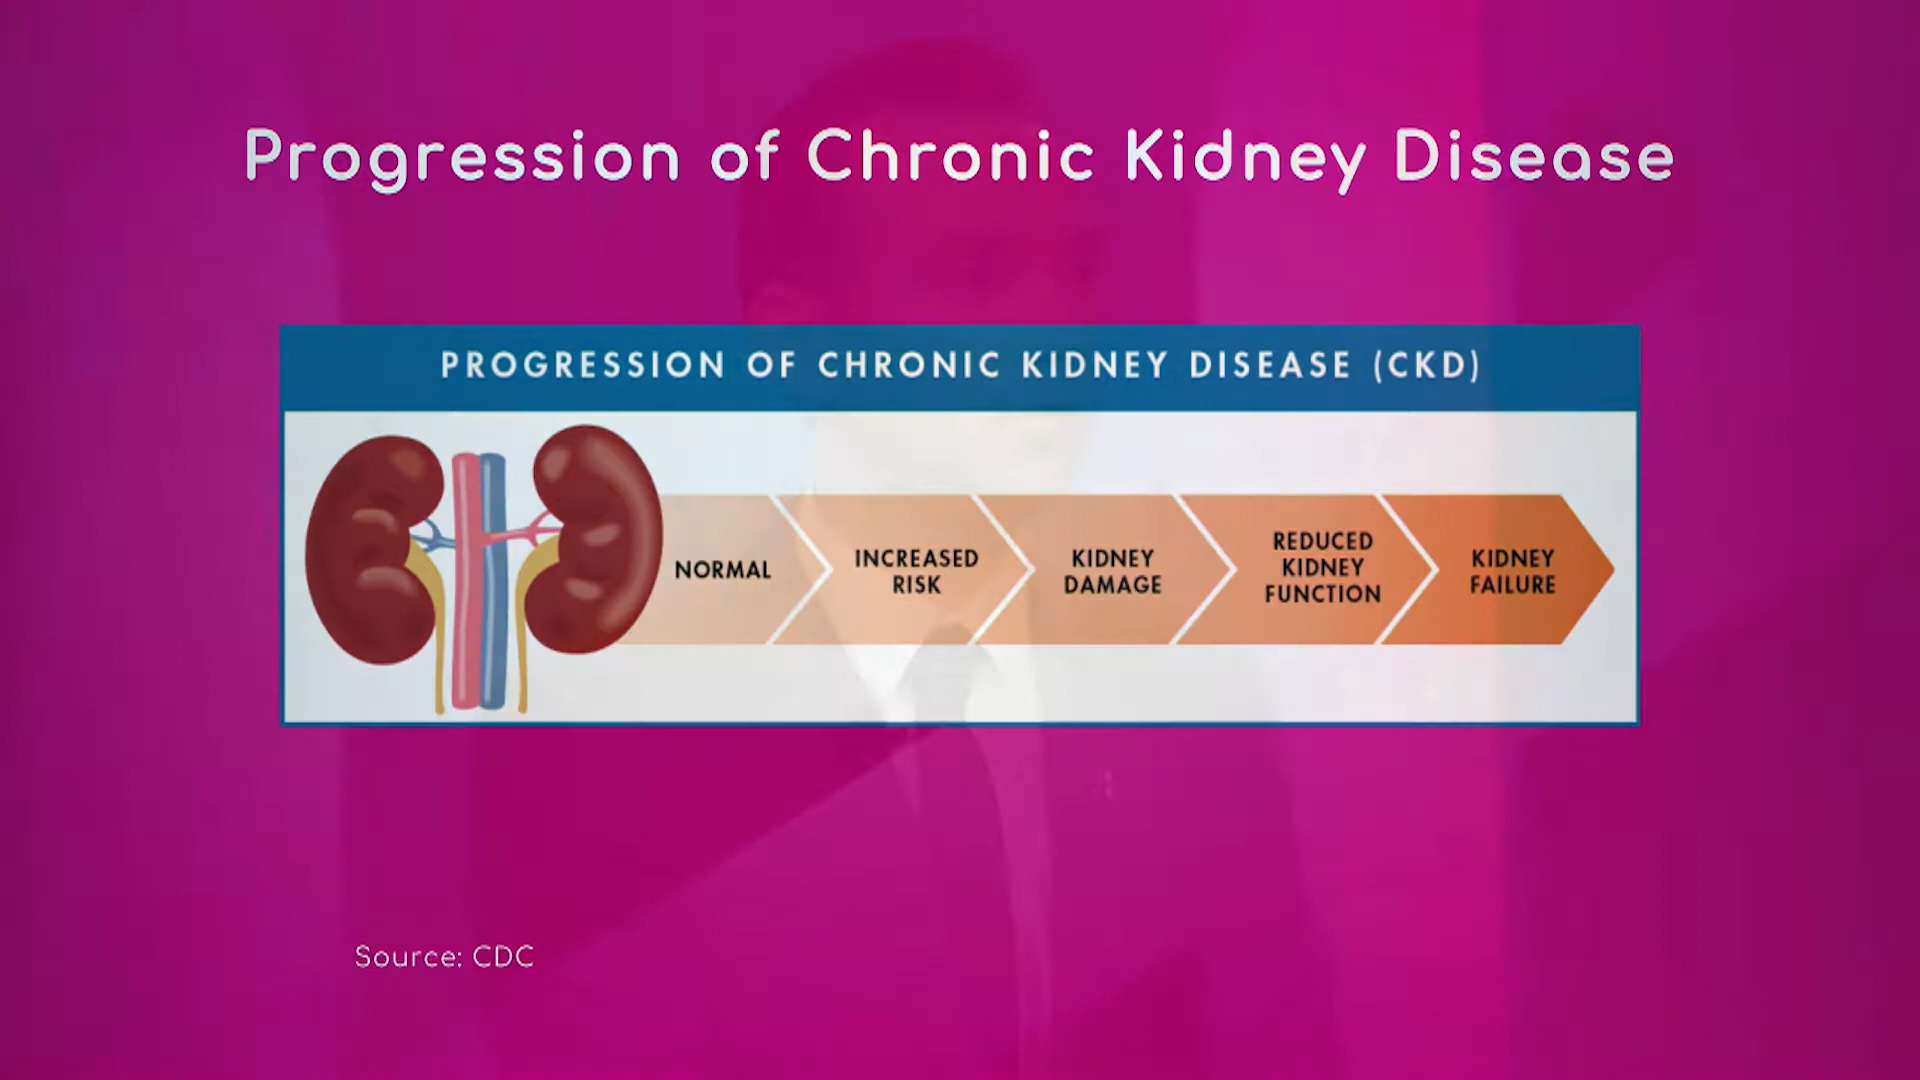 Progression of Chronic Kidney Disease
PROGRESSION OF CHRONIC KIDNEY DISEASE (CKD)
NORMAL
INCREASED
RISK
KIDNEY
DAMAGE
REDUCED
KIDNEY
FUNCTION
KIDNEY
FAILURE
Source: CDC